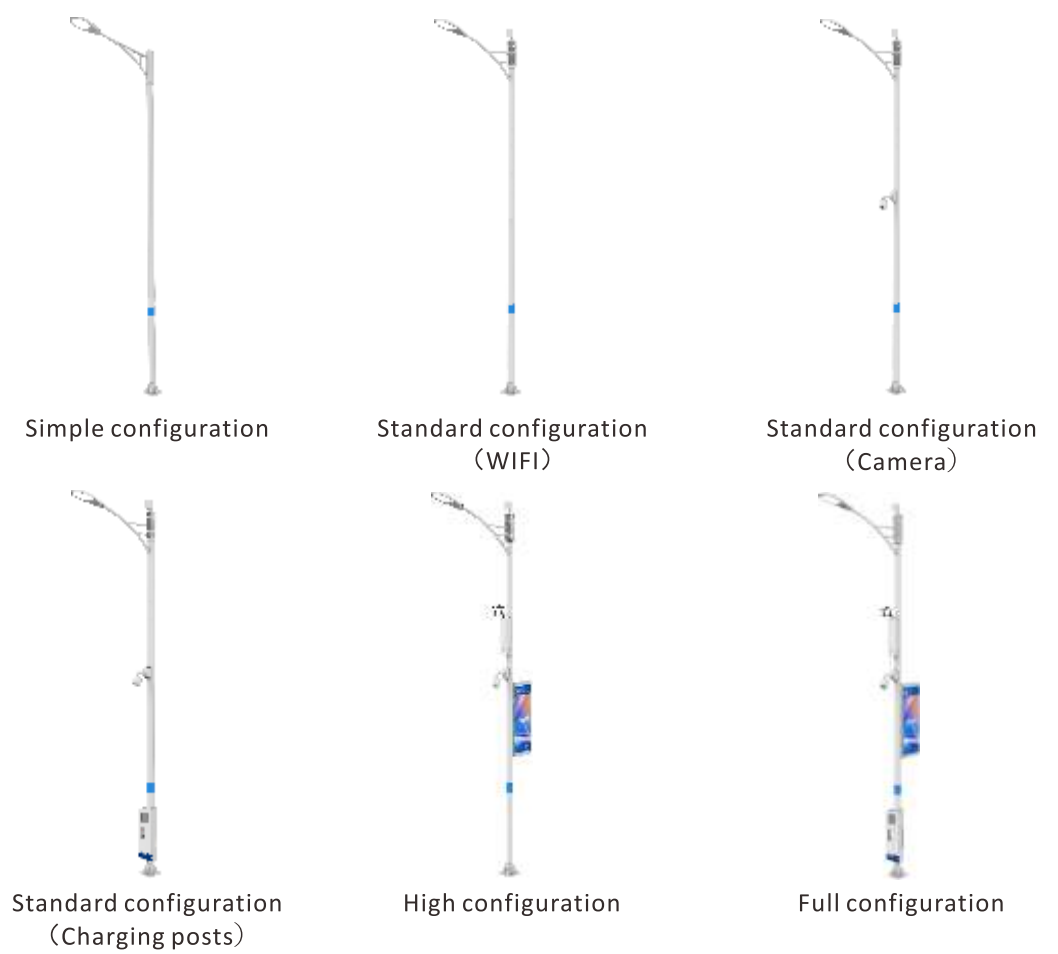 Simple configuration
Standard configuration
（WIFI）
Standard configuration
（Camera）
Standard configuration
（Charging posts）
High configuration
Full configuration